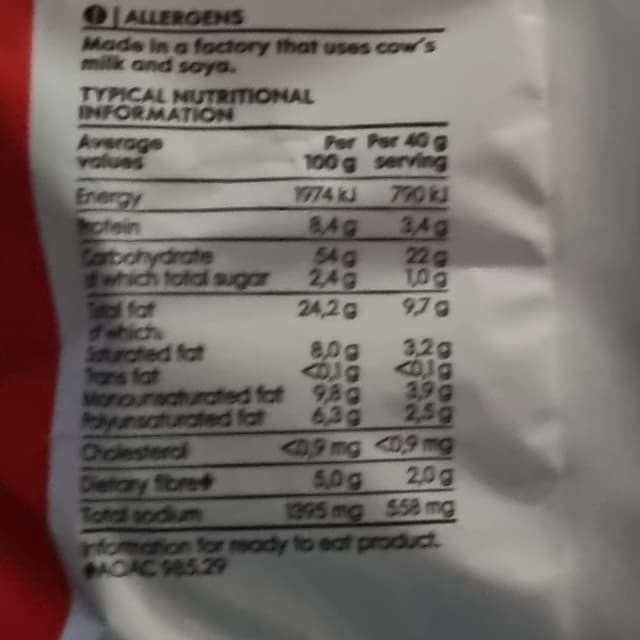 ALLERGENS
Made in a factory that uses cow's
milk and soya.
TYPICAL NUTRITIONAL
INFORMATION
Average values Per 100 g Per 40 g serving
Energy 1974 kJ 790 kJ
Protein 8,4 g 3,4 g
Carbohydrate 54 g 22 g
of which total sugar 2,4 g 1,0 g
Total fat 24,2 g 9,7 g
of which
Saturated fat 8,0 g 3,2 g
Trans fat <0,1g <0,1g
Monounsaturated fat 9,8 g 3,9 g
Polyunsaturated fat 6,3 g 2,5 g
Cholesterol <0,9 mg <0,9 mg
Dietary fibre# 5,0 g 2,0 g
Total sodium 1395 mg 558 mg
Information for ready to eat product.
#AOAC 985.29